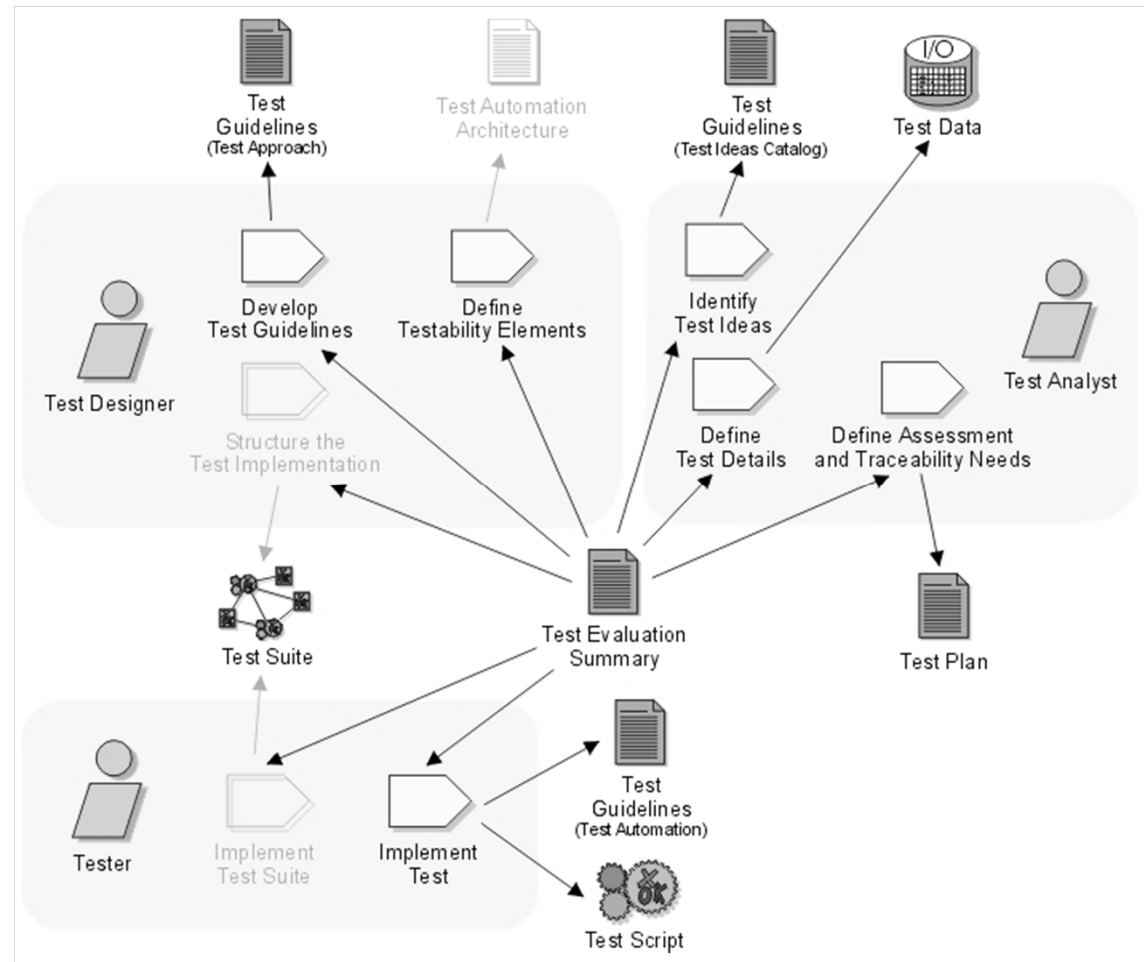 Test
Guidelines
(Test Approach)
Test Automation
Architecture
Test
Guidelines
(Test Ideas Catalog)
I/O
Test Data
Develop
Test Guidelines
Define
Testability Elements
Identify
Test Ideas
Test Designer
Structure the
Test Implementation
Define
Test Details
Define Assessment
and Traceability Needs
Test Analyst
Test Suite
Test Evaluation
Summary
Test Plan
Tester
Implement
Test Suite
Implement
Test
Test
Guidelines
(Test Automation)
X
OK
Test Script